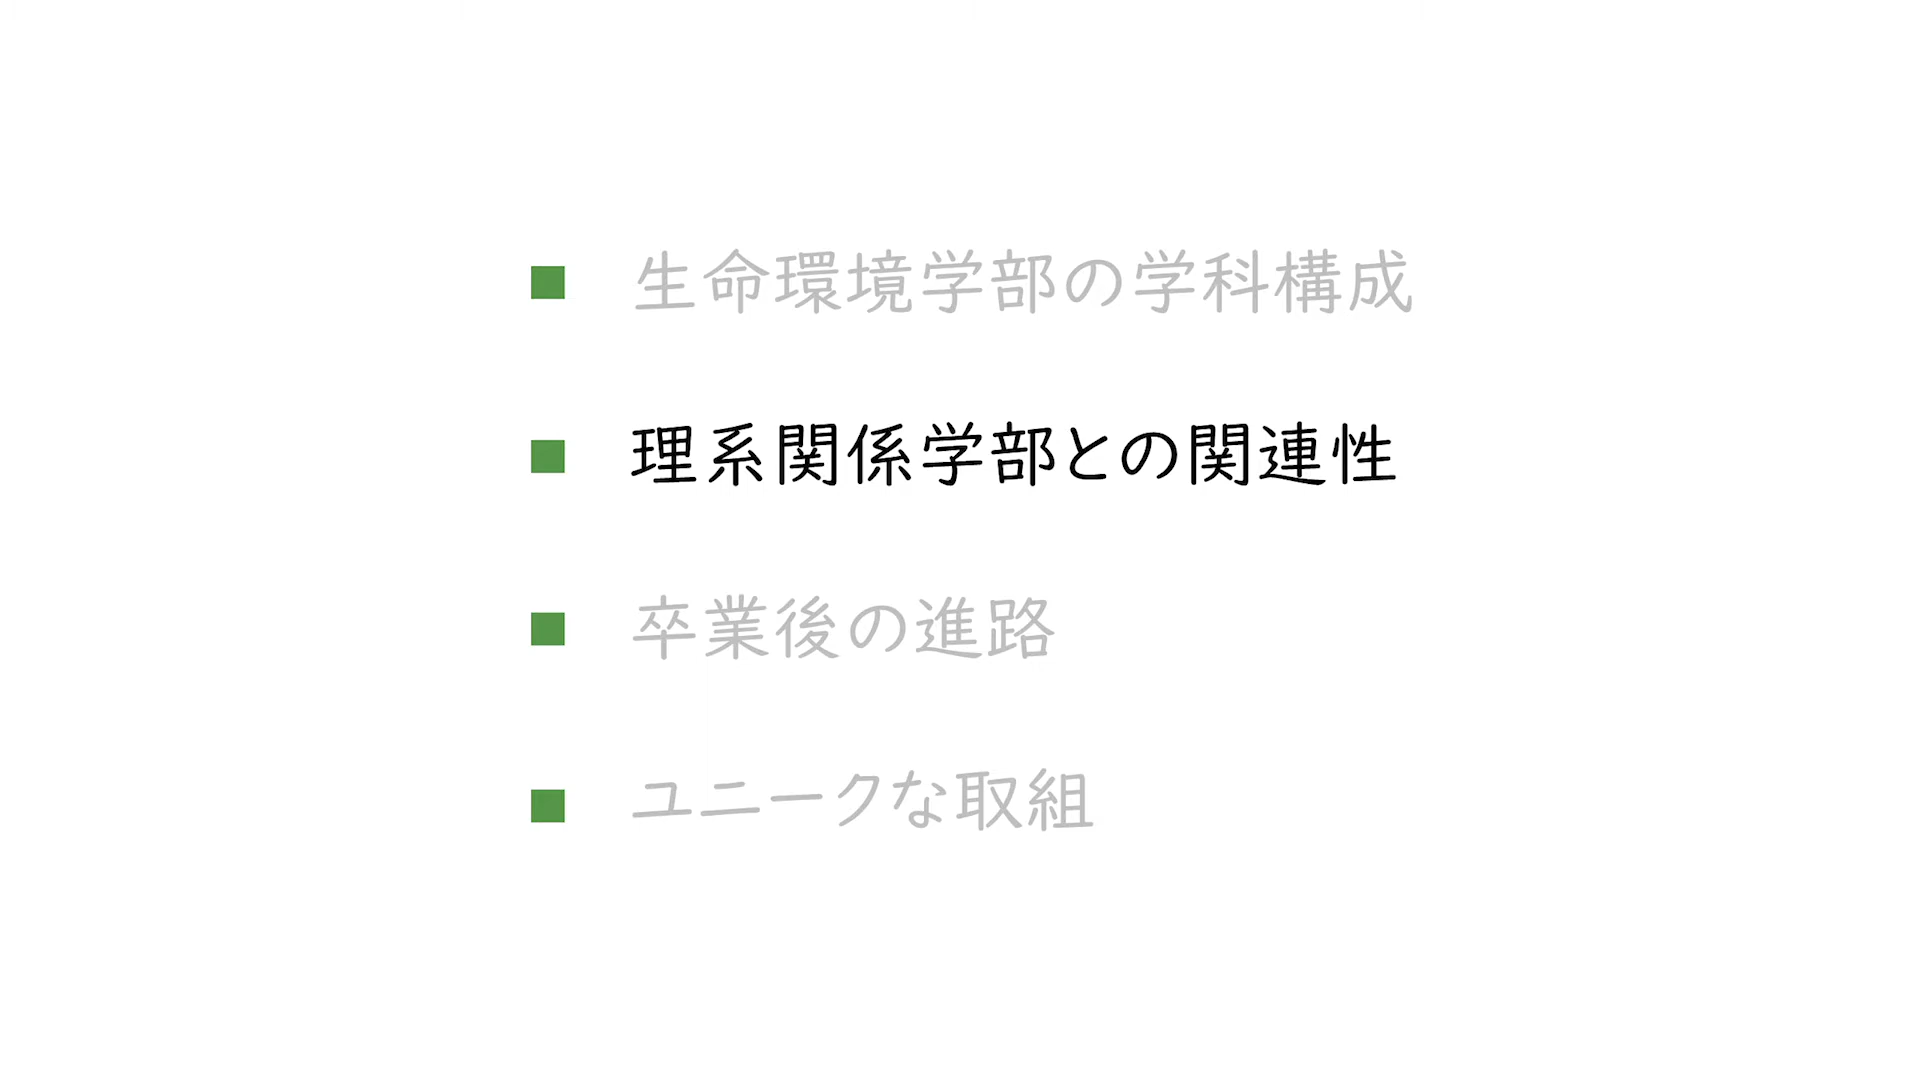 生命環境学部の学科構成
理系関係学部との関連性
卒業後の進路
ユニークな取組